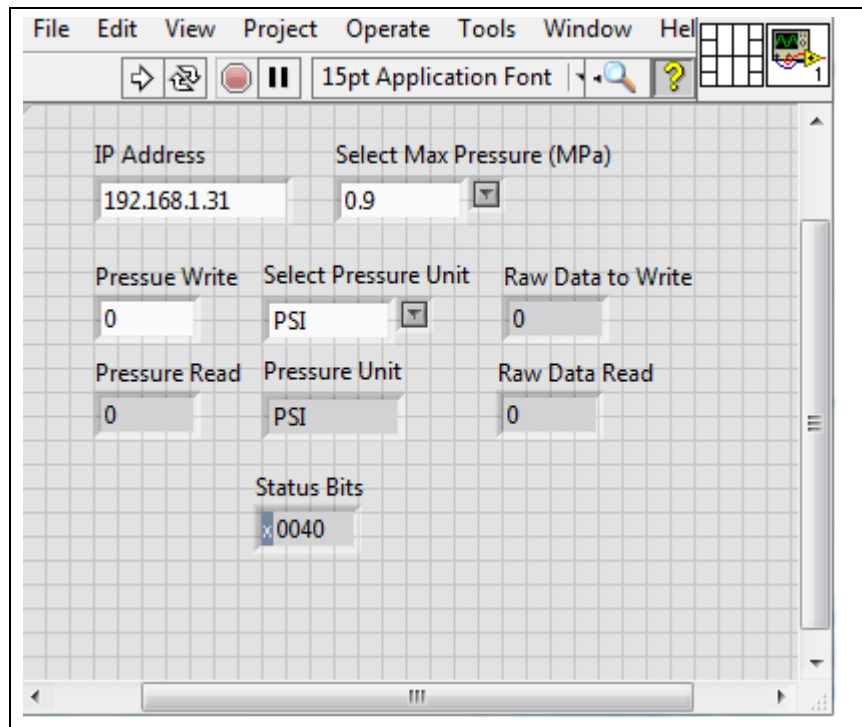 File Edit View Project Operate Tools Window Hel
15pt Application Font ?
1
IP Address Select Max Pressure (MPa)
192.168.1.31 0.9
Pressue Write Select Pressure Unit Raw Data to Write
0 PSI 0
Pressure Read Pressure Unit Raw Data Read
0 PSI 0
Status Bits
x 0040